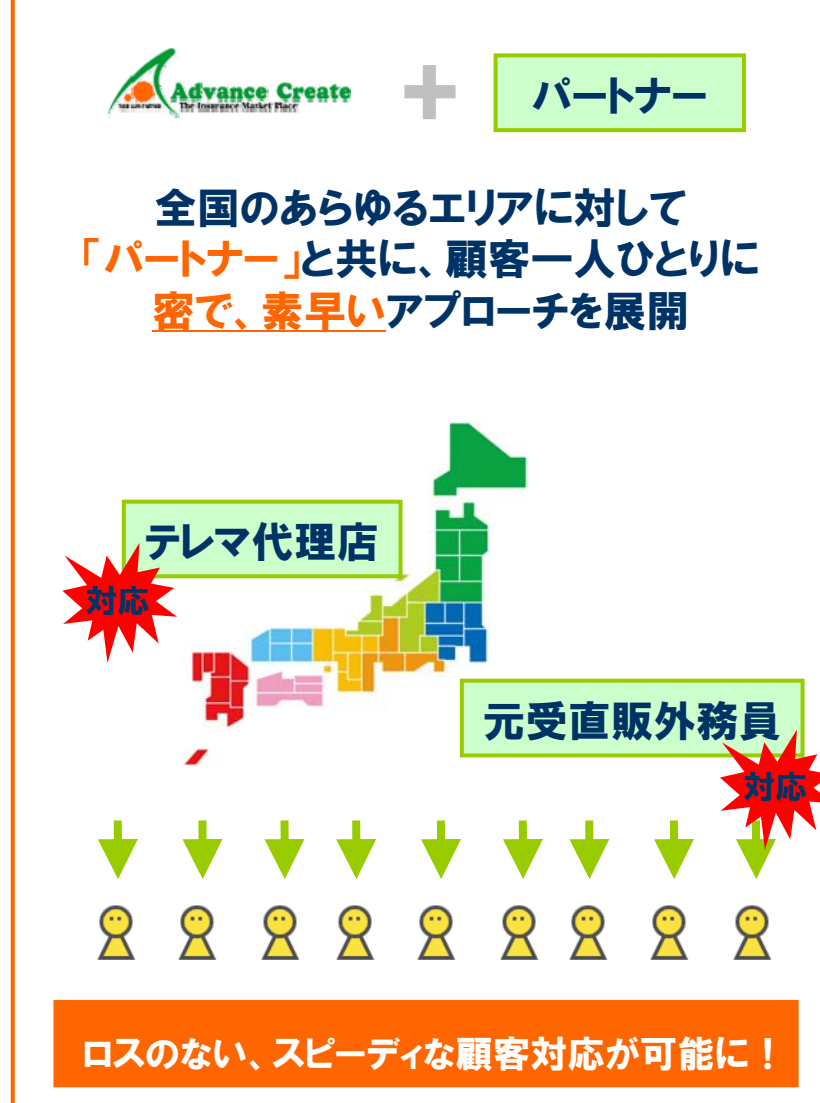 Advance Create
The Insurance Market Place
パートナー
全国のあらゆるエリアに対して
「パートナー」と共に、顧客一人ひとりに
密で、素早いアプローチを展開
テレマ代理店
対応
元受直販外務員
対応
ロスのない、スピーディな顧客対応が可能に！